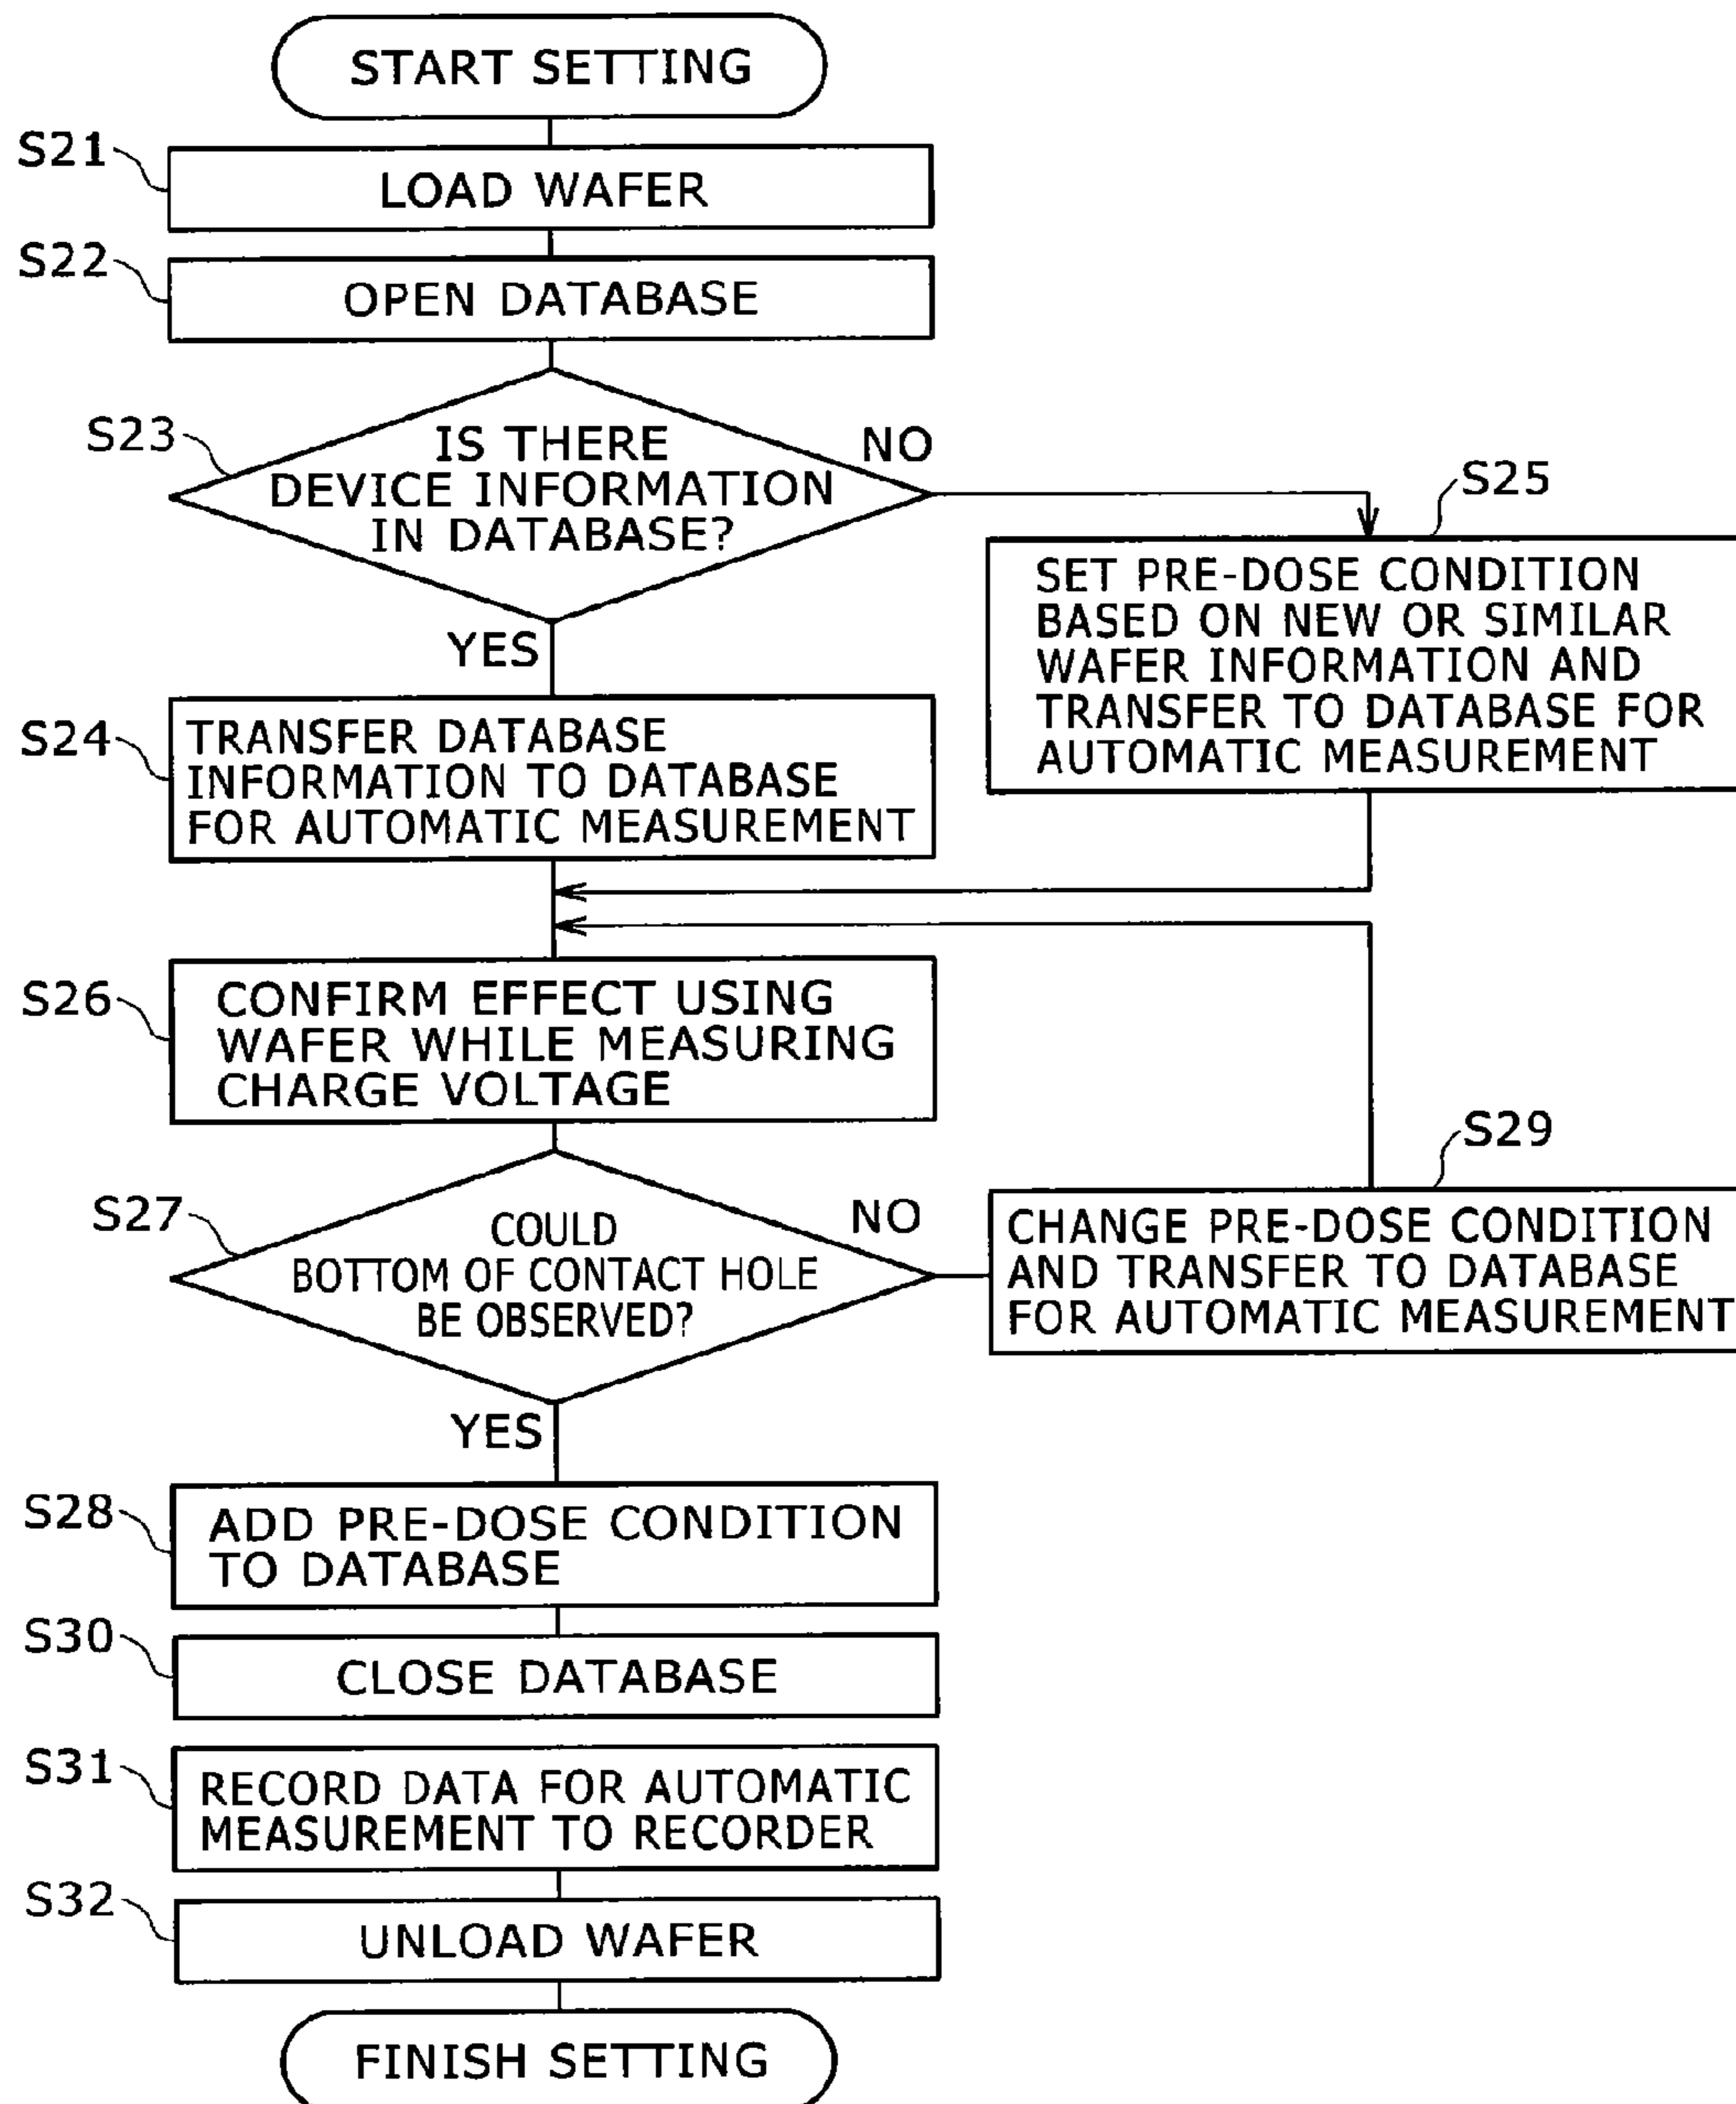 START SETTING
S21
LOAD WAFER
S22
OPEN DATABASE
S23
IS THERE
DEVICE INFORMATION
IN DATABASE?
NO
YES
S25
SET PRE-DOSE CONDITION
BASED ON NEW OR SIMILAR
WAFER INFORMATION AND
TRANSFER TO DATABASE FOR
AUTOMATIC MEASUREMENT
S24
TRANSFER DATABASE
INFORMATION TO DATABASE
FOR AUTOMATIC MEASUREMENT
S26
CONFIRM EFFECT USING
WAFER WHILE MEASURING
CHARGE VOLTAGE
S27
COULD
BOTTOM OF CONTACT HOLE
BE OBSERVED?
NO
YES
S29
CHANGE PRE-DOSE CONDITION
AND TRANSFER TO DATABASE
FOR AUTOMATIC MEASUREMENT
S28
ADD PRE-DOSE CONDITION
TO DATABASE
S30
CLOSE DATABASE
S31
RECORD DATA FOR AUTOMATIC
MEASUREMENT TO RECORDER
S32
UNLOAD WAFER
FINISH SETTING